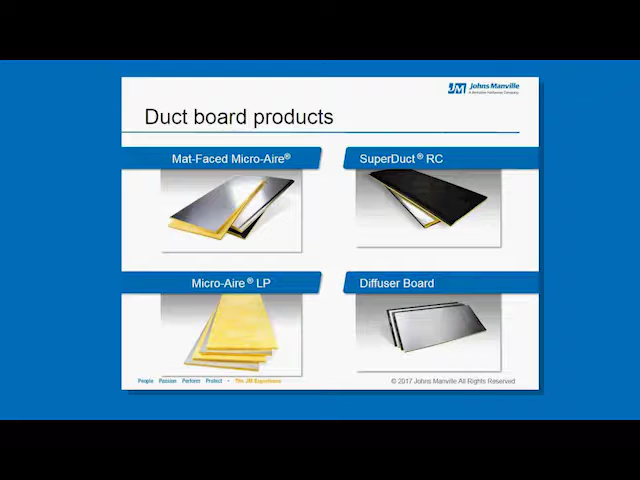 JM Johns Manville
A Berkshire Hathaway Company
Duct board products
Mat-Faced Micro-Aire®
SuperDuct® RC
Micro-Aire® LP
Diffuser Board
People Passion Perform Protect • The JM Experience
© 2017 Johns Manville All Rights Reserved